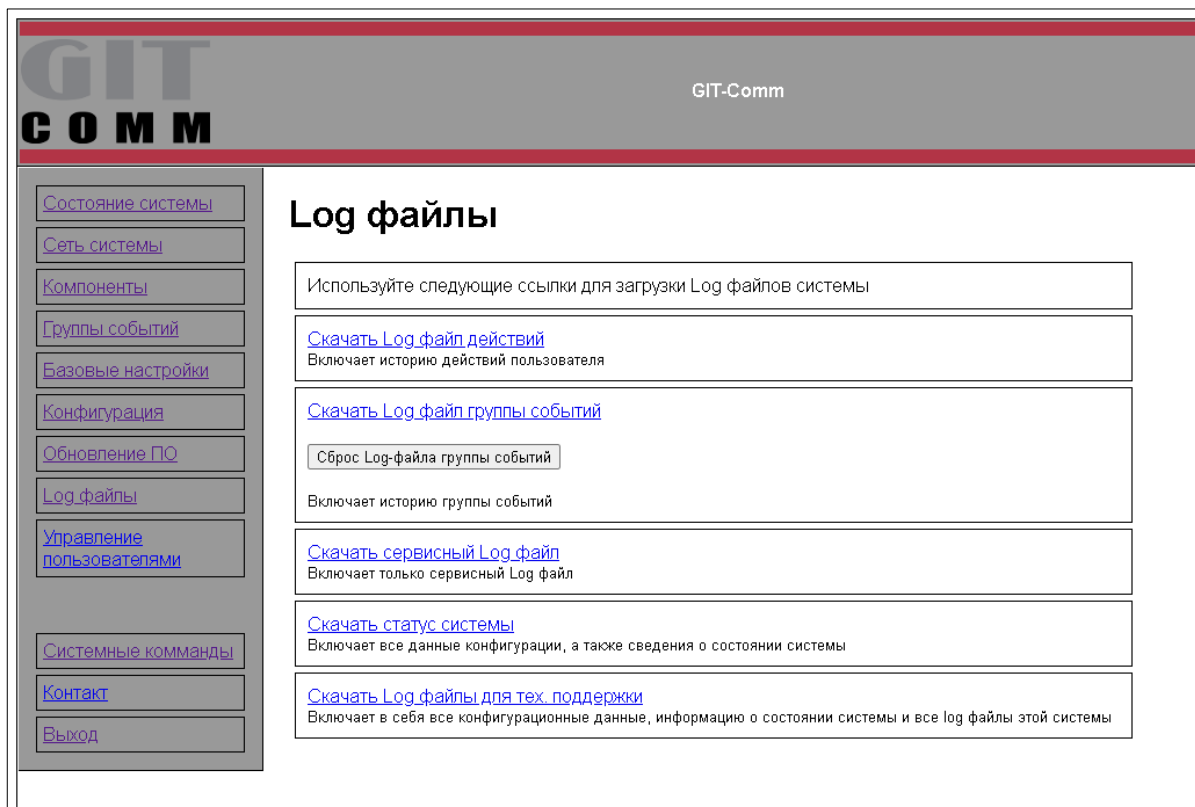 GIT
COMM
GIT-Comm
Состояние системы
Сеть системы
Компоненты
Группы событий
Базовые настройки
Конфигурация
Обновление ПО
Log файлы
Управление
пользователями
Системные комманды
Контакт
Выход
Log файлы
Используйте следующие ссылки для загрузки Log файлов системы
Скачать Log файл действий
Включает историю действий пользователя
Скачать Log файл группы событий
Сброс Log-файла группы событий
Включает историю группы событий
Скачать сервисный Log файл
Включает только сервисный Log файл
Скачать статус системы
Включает все данные конфигурации, а также сведения о состоянии системы
Скачать Log файлы для тех. поддержки
Включает в себя все конфигурационные данные, информацию о состоянии системы и все log файлы этой системы